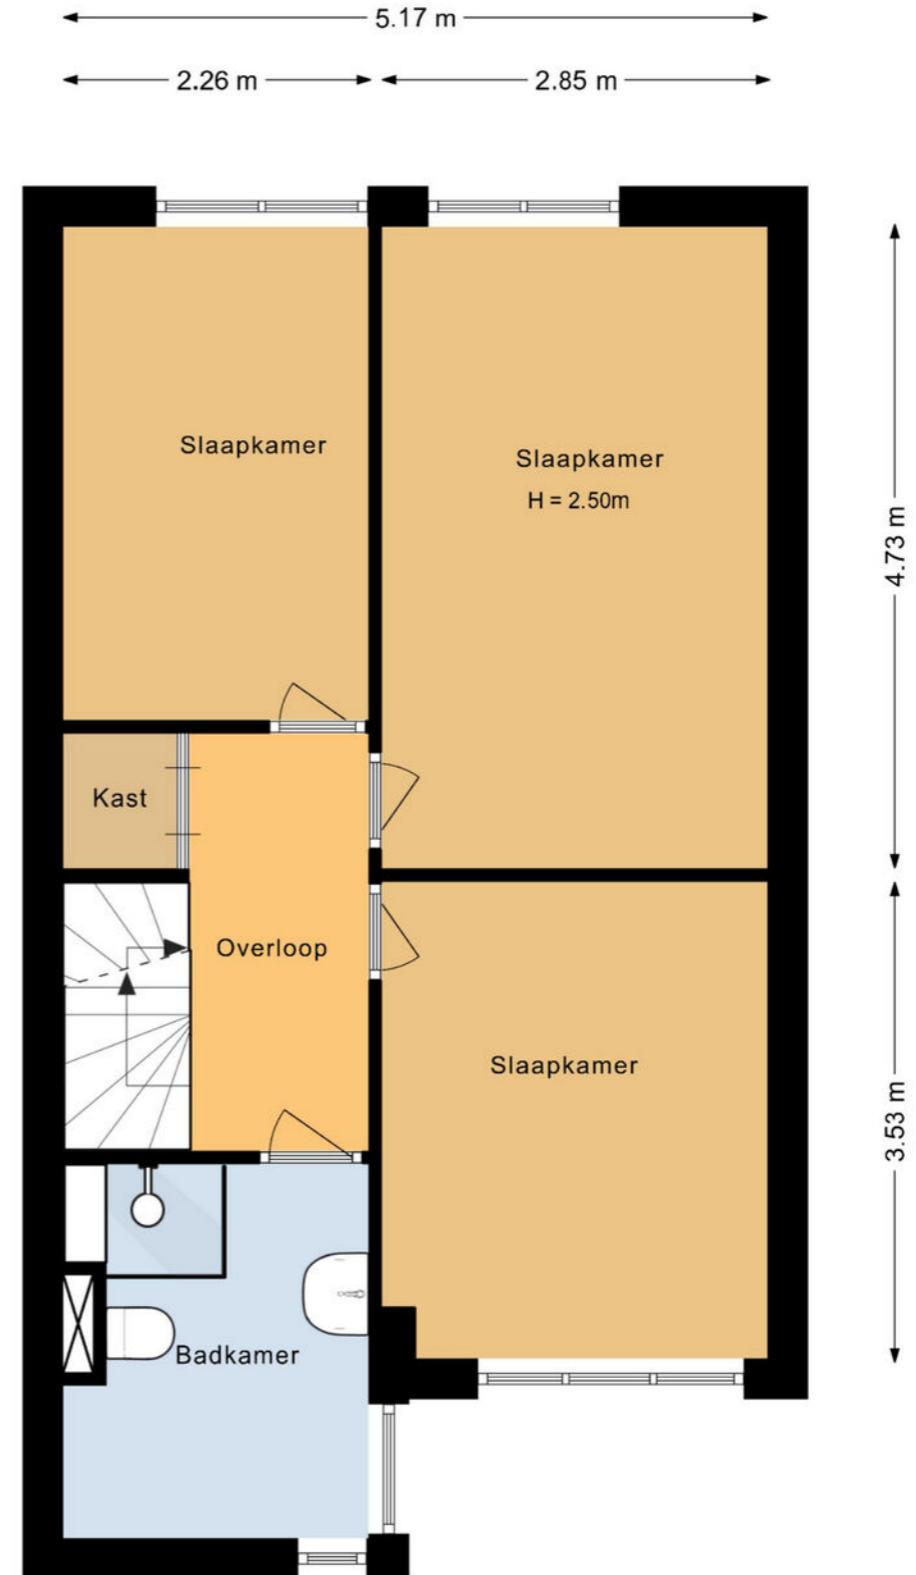 5.17 m
2.26 m
2.85 m
Slaapkamer
Slaapkamer
H = 2.50m
4.73 m
Kast
Overloop
Slaapkamer
3.53 m
Badkamer